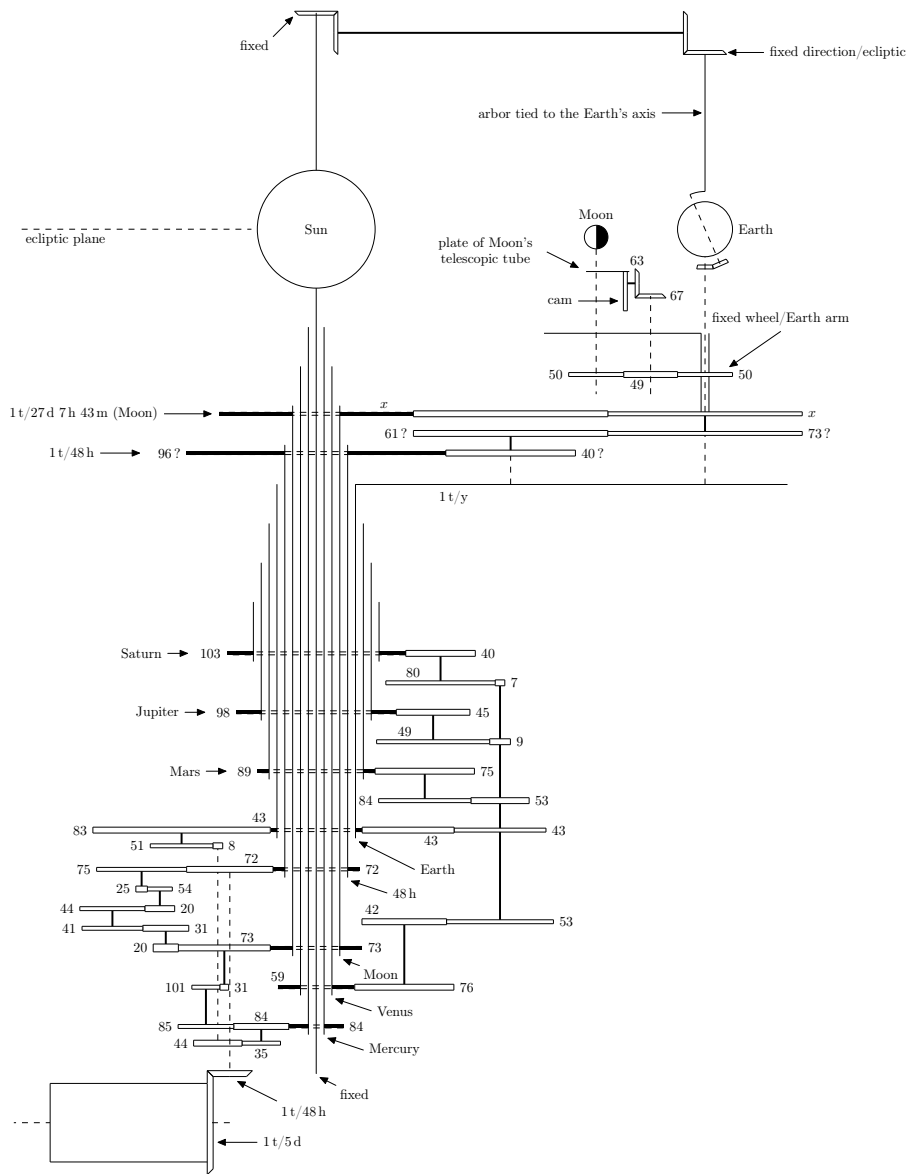 fixed
fixed direction/ecliptic
arbor tied to the Earth's axis
Sun
Moon
Earth
ecliptic plane
plate of Moon's
telescopic tube
63
67
cam
fixed wheel/Earth arm
50
49
50
1 t/27 d 7 h 43 m (Moon)
x
x
61 ?
73 ?
1 t/48 h
96 ?
40 ?
1 t/y
Saturn
103
40
80
7
Jupiter
98
45
49
9
Mars
89
75
84
53
83
43
43
43
51
8
Earth
75
72
72
25
54
48 h
44
20
42
53
41
31
20
73
73
Moon
101
31
59
76
Venus
85
84
84
44
35
Mercury
fixed
1 t/48 h
1 t/5 d